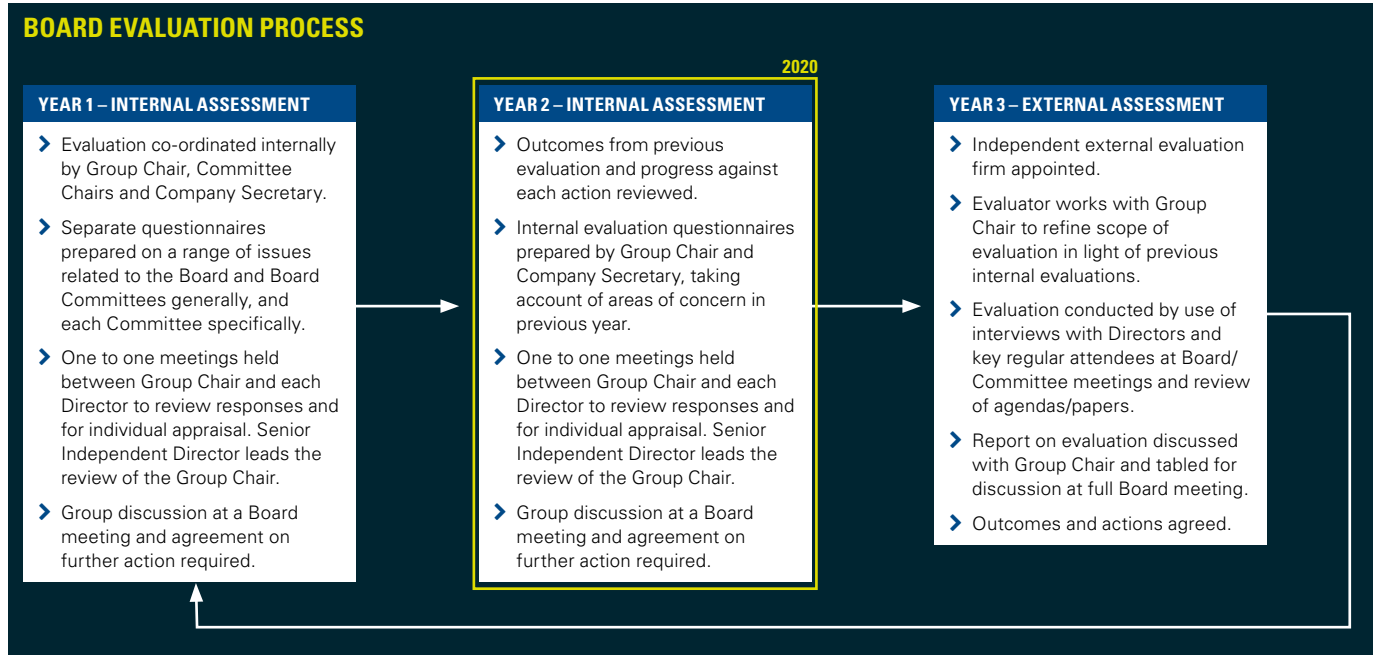 BOARD EVALUATION PROCESS
2020
YEAR 1 – INTERNAL ASSESSMENT
Evaluation co-ordinated internally
by Group Chair, Committee
Chairs and Company Secretary.
Separate questionnaires
prepared on a range of issues
related to the Board and Board
Committees generally, and
each Committee specifically.
One to one meetings held
between Group Chair and each
Director to review responses and
for individual appraisal. Senior
Independent Director leads the
review of the Group Chair.
Group discussion at a Board
meeting and agreement on
further action required.
YEAR 2 – INTERNAL ASSESSMENT
Outcomes from previous
evaluation and progress against
each action reviewed.
Internal evaluation questionnaires
prepared by Group Chair and
Company Secretary, taking
account of areas of concern in
previous year.
One to one meetings held
between Group Chair and each
Director to review responses and
for individual appraisal. Senior
Independent Director leads the
review of the Group Chair.
Group discussion at a Board
meeting and agreement on
further action required.
YEAR 3 – EXTERNAL ASSESSMENT
Independent external evaluation
firm appointed.
Evaluator works with Group
Chair to refine scope of
evaluation in light of previous
internal evaluations.
Evaluation conducted by use of
interviews with Directors and
key regular attendees at Board/
Committee meetings and review
of agendas/papers.
Report on evaluation discussed
with Group Chair and tabled for
discussion at full Board meeting.
Outcomes and actions agreed.